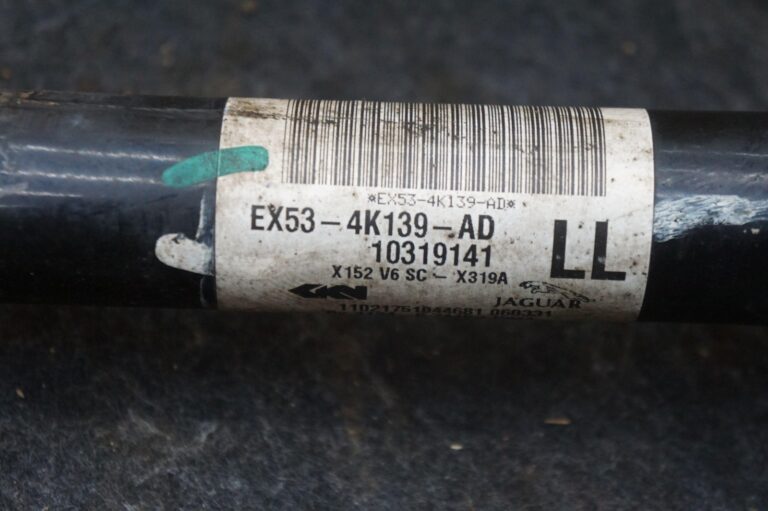 *EX53-4K139-AD*
EX53-4K139-AD
10319141
LL
X152 V6 SC - X319A
GKN
JAGUAR